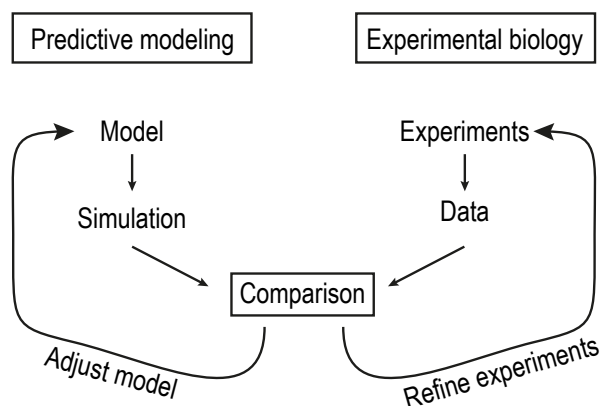 Predictive modeling
Experimental biology
Model
Experiments
Simulation
Data
Comparison
Adjust model
Refine experiments